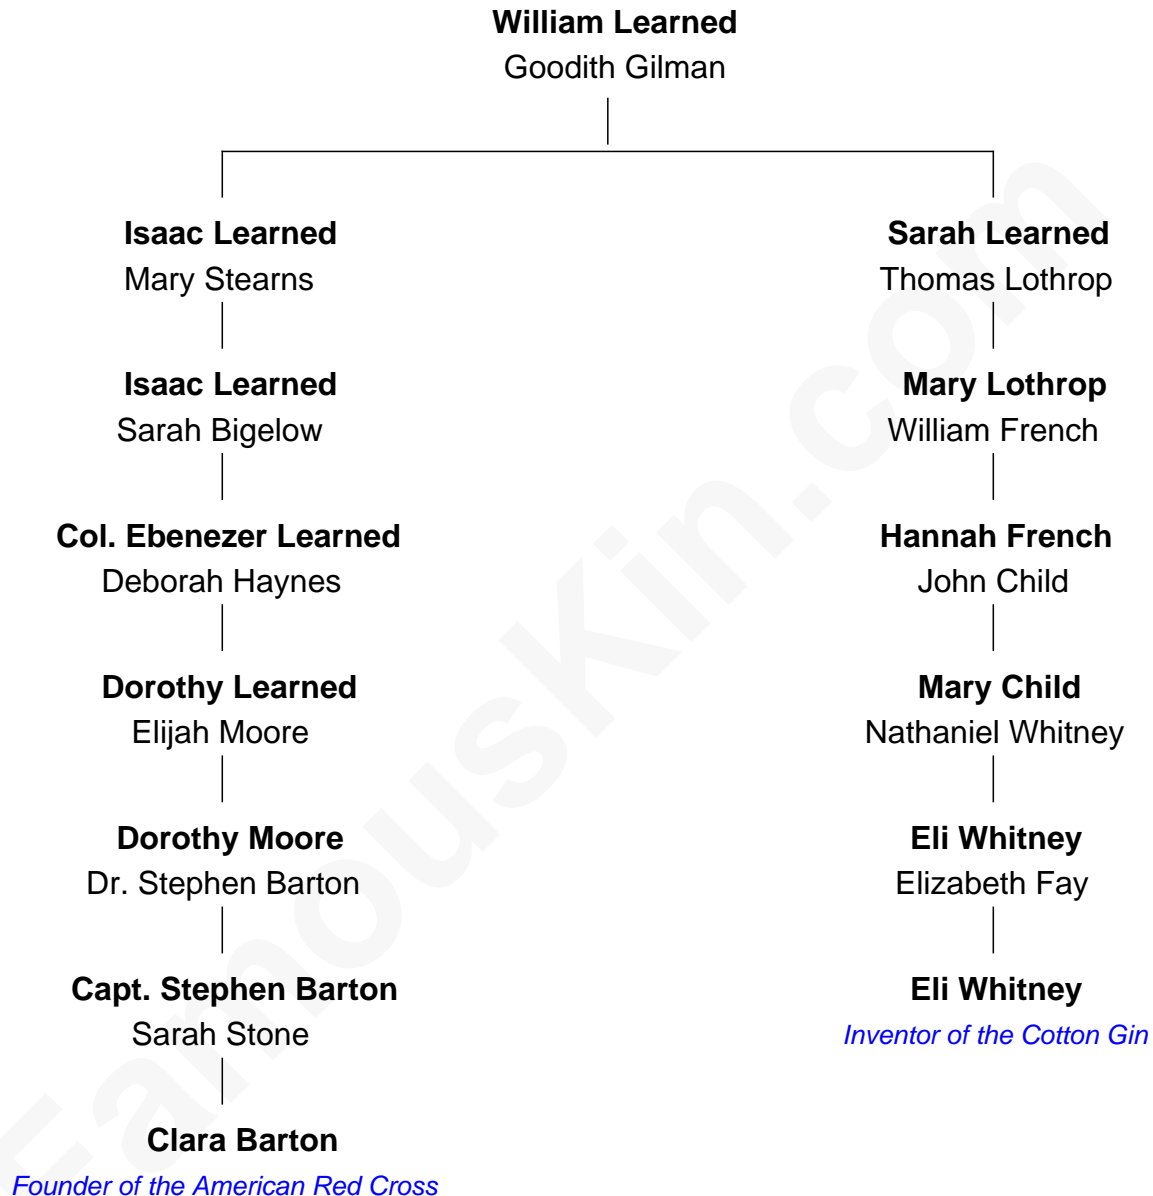 William Learned
Goodith Gilman
Isaac Learned
Mary Stearns
Sarah Learned
Thomas Lothrop
Isaac Learned
Sarah Bigelow
Mary Lothrop
William French
Col. Ebenezer Learned
Deborah Haynes
Hannah French
John Child
Dorothy Learned
Elijah Moore
Mary Child
Nathaniel Whitney
Dorothy Moore
Dr. Stephen Barton
Eli Whitney
Elizabeth Fay
Capt. Stephen Barton
Sarah Stone
Eli Whitney
Inventor of the Cotton Gin
Clara Barton
Founder of the American Red Cross
FamousKin.com